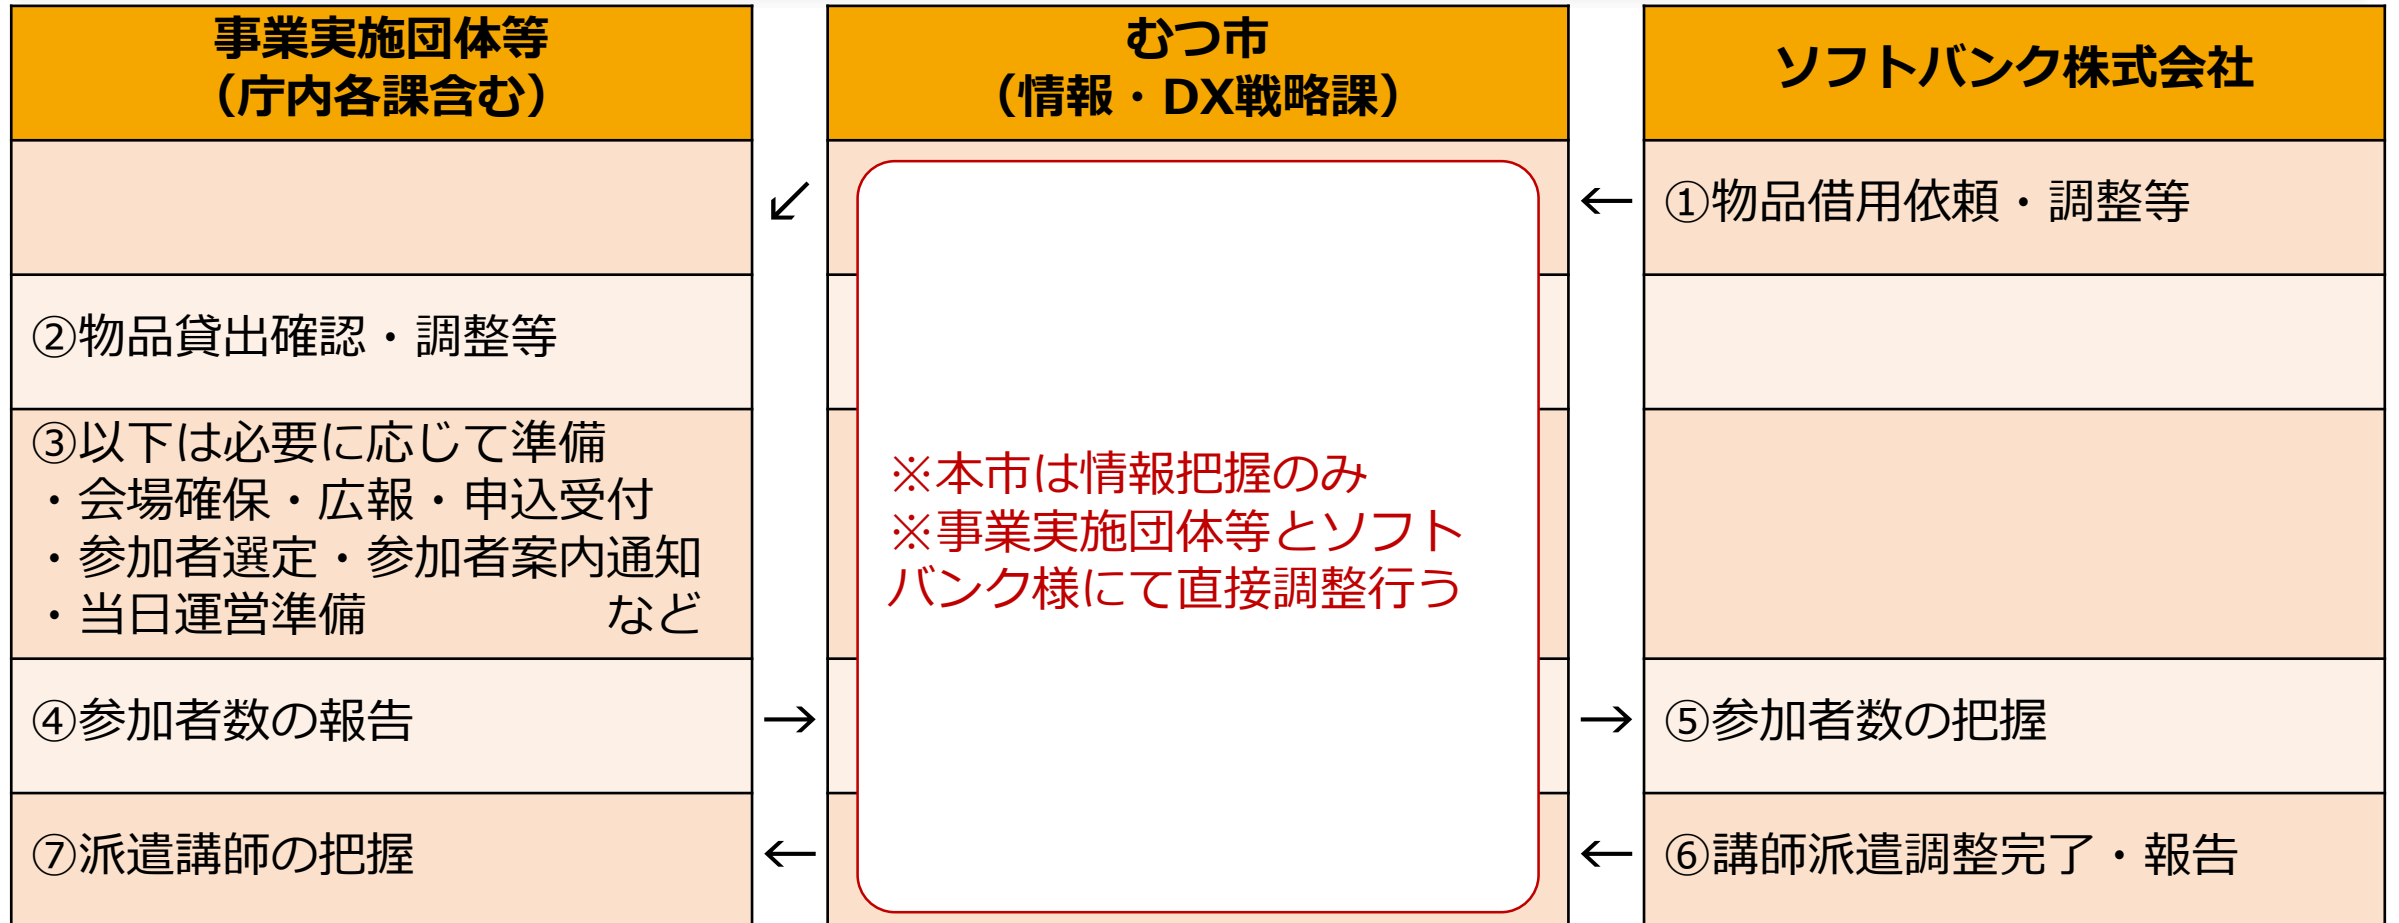 事業実施団体等
（庁内各課含む）
むつ市
（情報・DX戦略課）
ソフトバンク株式会社
↙
←
①物品借用依頼・調整等
②物品貸出確認・調整等
③以下は必要に応じて準備
・会場確保・広報・申込受付
・参加者選定・参加者案内通知
・当日運営準備　　　　　など
※本市は情報把握のみ
※事業実施団体等とソフト
バンク様にて直接調整行う
④参加者数の報告
→
→
⑤参加者数の把握
⑦派遣講師の把握
←
←
⑥講師派遣調整完了・報告